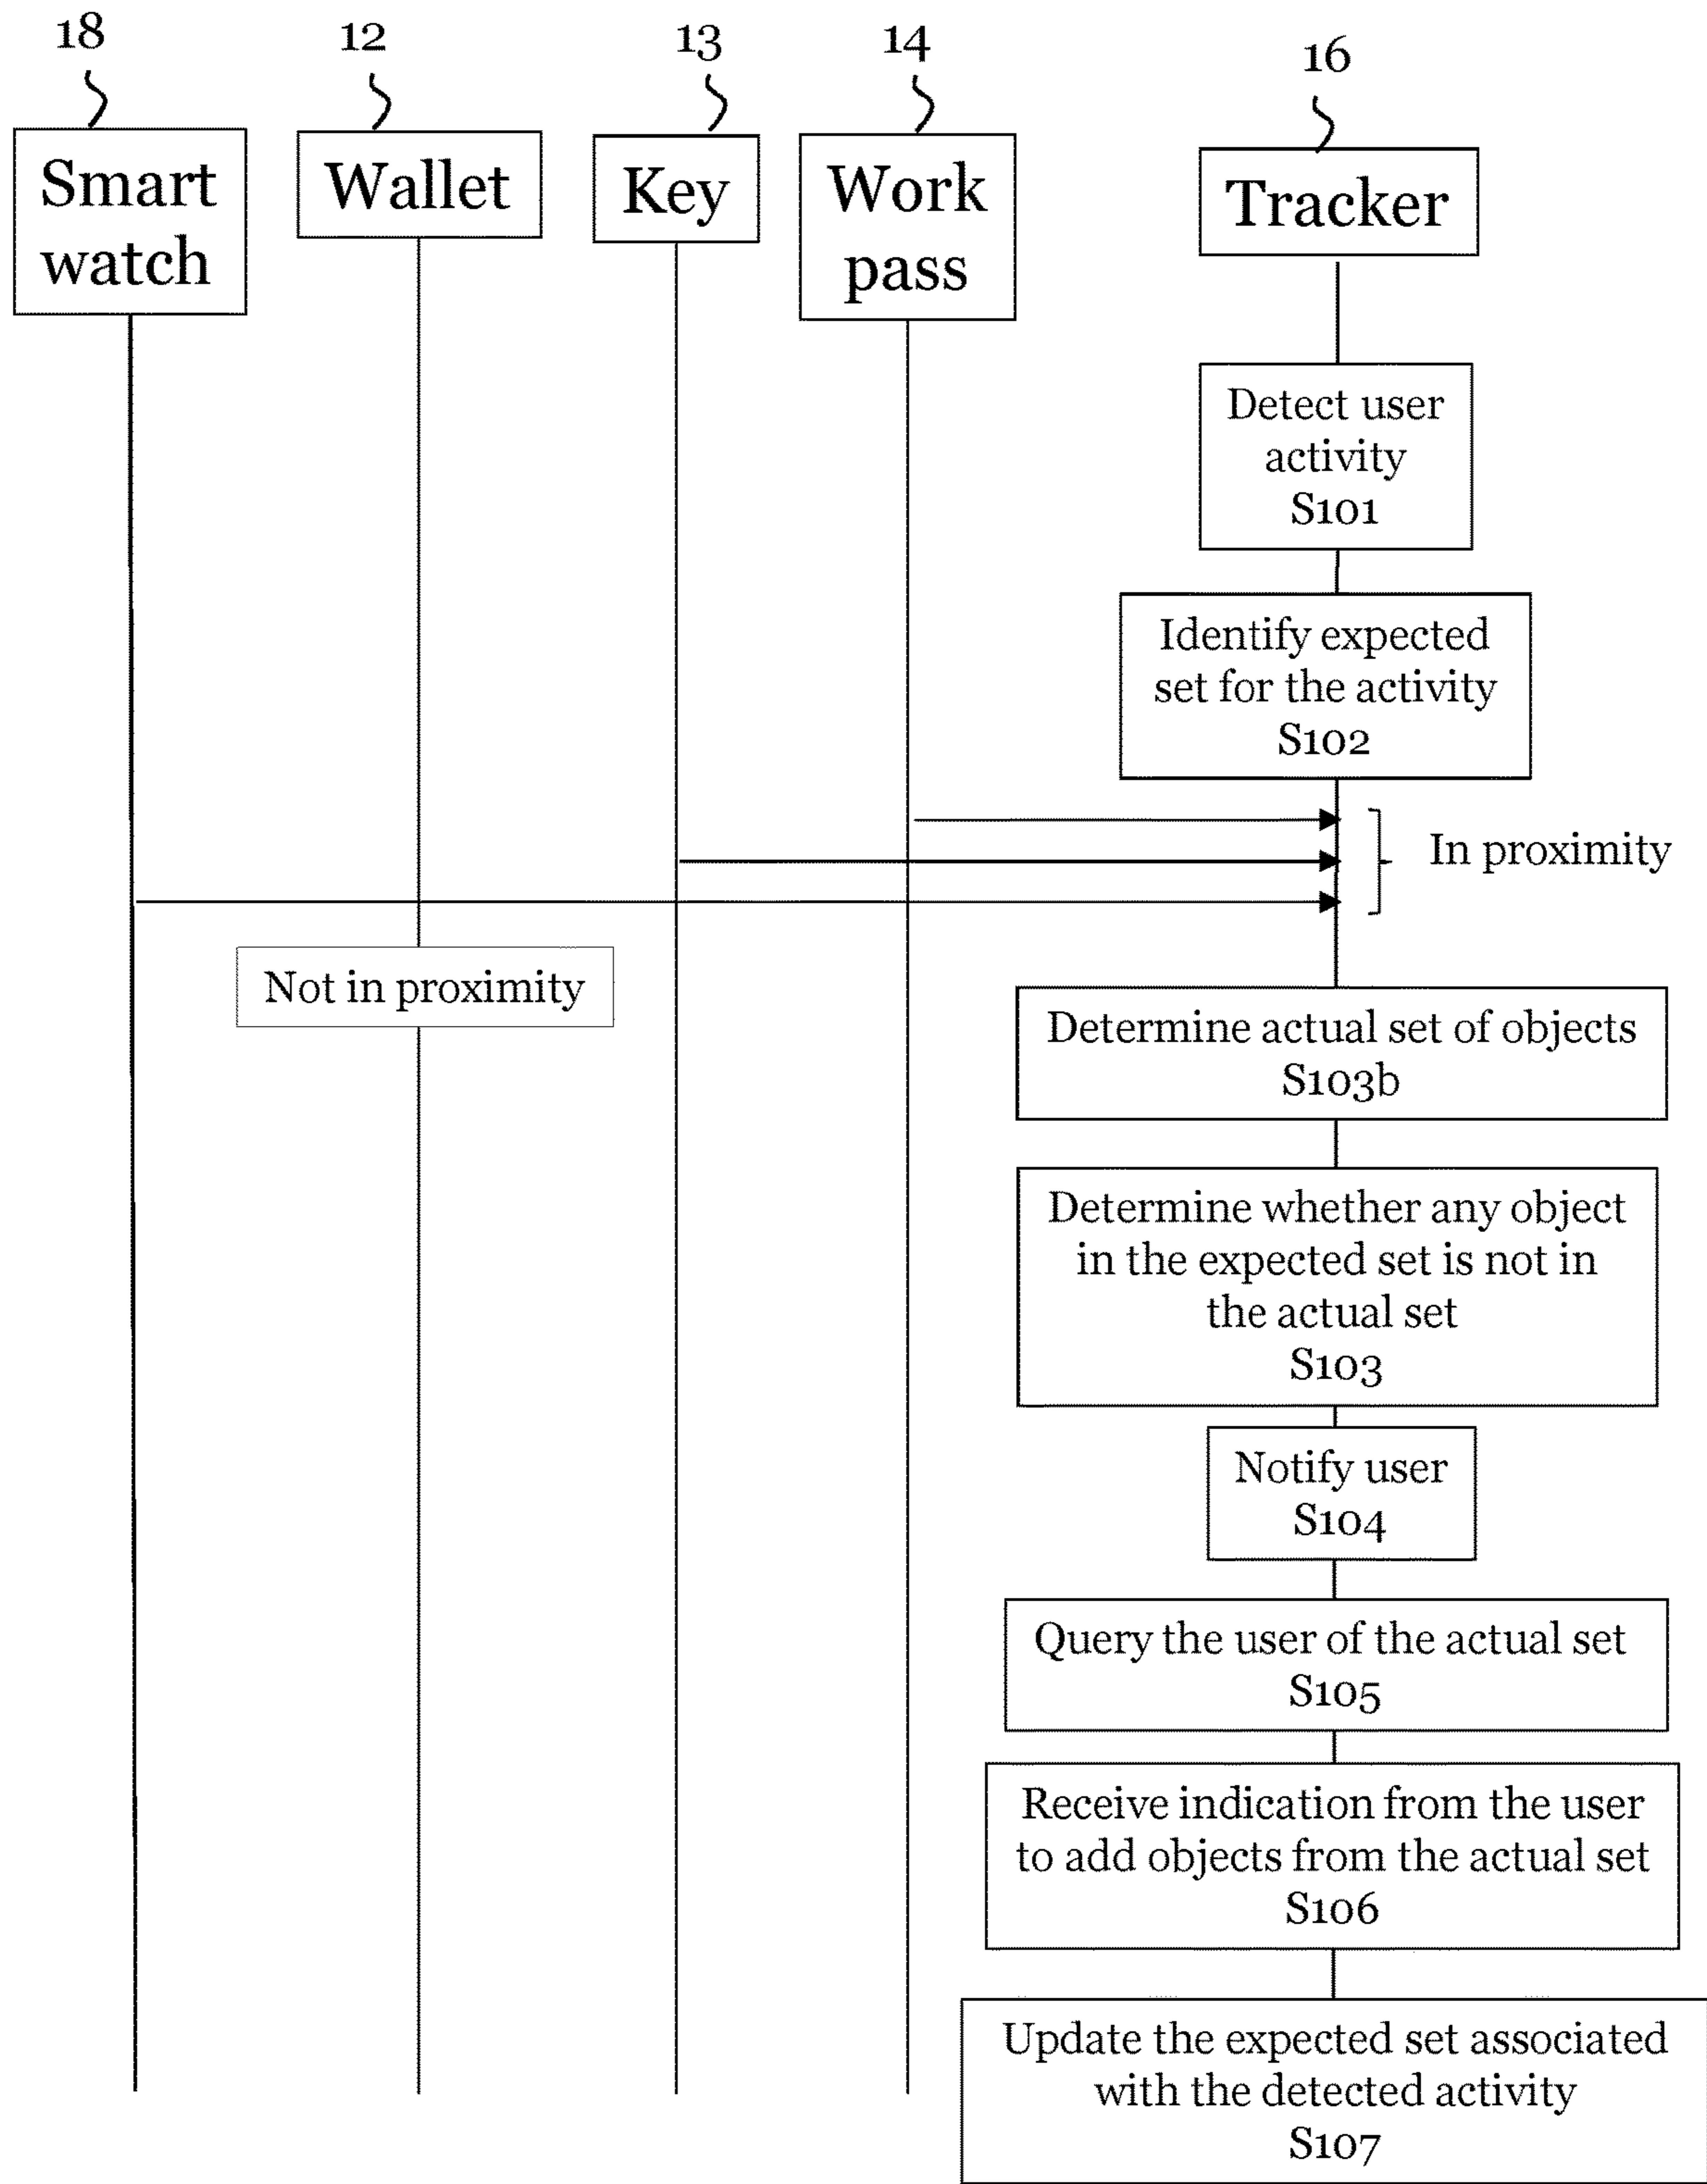 18
12
13
14
16
Smart
watch
Wallet
Key
Work
pass
Tracker
Detect user
activity
S101
Identify expected
set for the activity
S102
In proximity
Not in proximity
Determine actual set of objects
S103b
Determine whether any object
in the expected set is not in
the actual set
S103
Notify user
S104
Query the user of the actual set
S105
Receive indication from the user
to add objects from the actual set
S106
Update the expected set associated
with the detected activity
S107